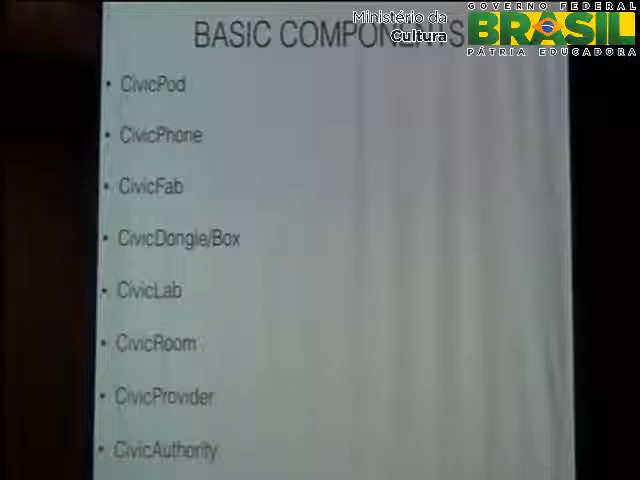 GOVERNO FEDERAL
Ministério da
Cultura
BRASIL
PÁTRIA EDUCADORA
BASIC COMPONENTS
• CivicPod
• CivicPhone
• CivicFab
• CivicDongle/Box
• CivicLab
• CivicRoom
• CivicProvider
• CivicAuthority